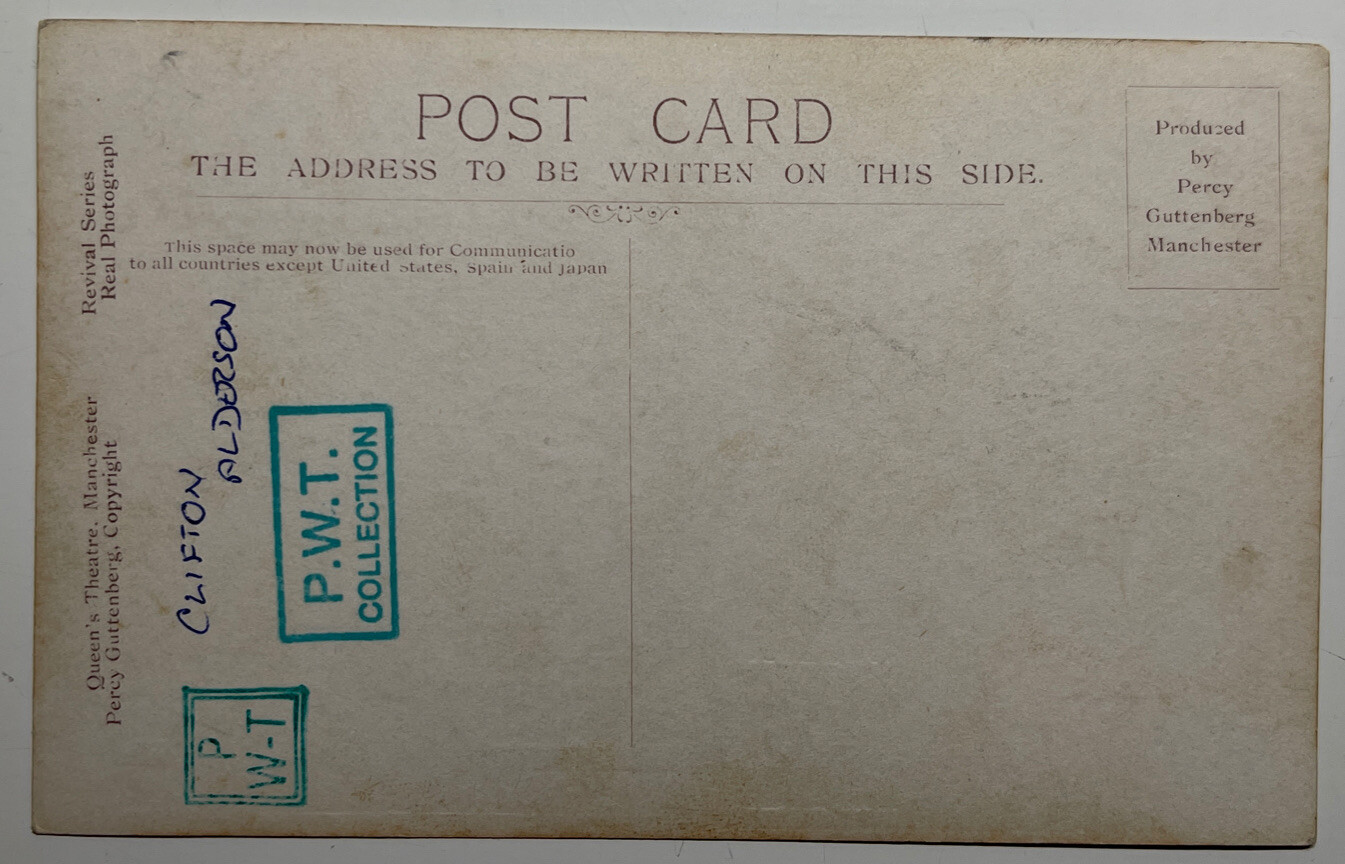 POST CARD
THE ADDRESS TO BE WRITTEN ON THIS SIDE.
Produced
by
Percy
Guttenberg
Manchester
This space may now be used for Communicatio
to all countries except United States, Spain and Japan
Revival Series
Real Photograph
Queen's Theatre, Manchester
Percy Guttenberg, Copyright
CLIFTON
ALDERSON
P.W.T.
COLLECTION
P
W-T